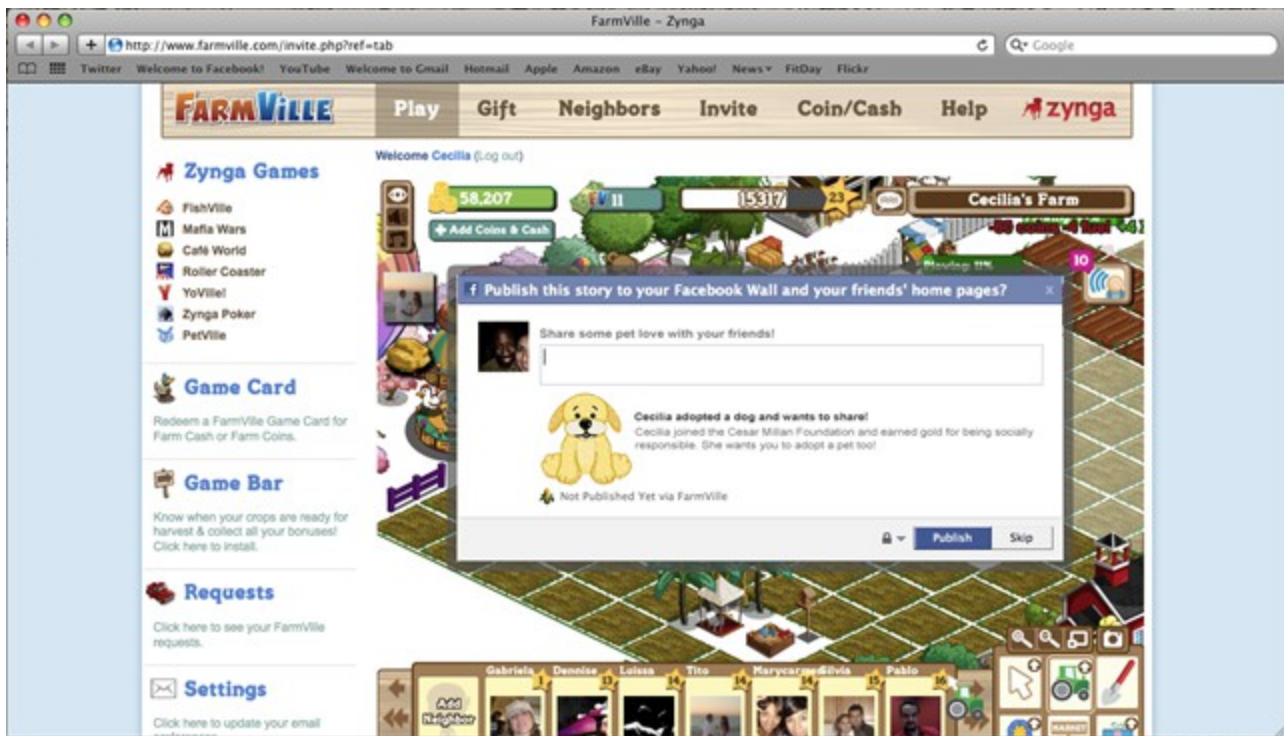 FarmVille – Zynga
http://www.farmville.com/invite.php?ref=tab
Google
Twitter Welcome to Facebook! YouTube Welcome to Gmail Hotmail Apple Amazon eBay Yahoo! News FitDay Flickr
FARMVILLE Play Gift Neighbors Invite Coin/Cash Help zynga
Welcome Cecilia (Log out)
Zynga Games
FishVille
Mafia Wars
Café World
Roller Coaster
YoVille!
Zynga Poker
PetVille
Game Card
Redeem a FarmVille Game Card for
Farm Cash or Farm Coins.
Game Bar
Know when your crops are ready for
harvest & collect all your bonuses!
Click here to install.
Requests
Click here to see your FarmVille
requests.
Settings
Click here to update your email
58,207 FV 11 15317 23 Cecilia's Farm
Add Coins & Cash
10
f Publish this story to your Facebook Wall and your friends' home pages? x
Share some pet love with your friends!
Cecilia adopted a dog and wants to share!
Cecilia joined the Cesar Millan Foundation and earned gold for being socially
responsible. She wants you to adopt a pet too!
Not Published Yet via FarmVille
Publish Skip
Gabriela Dennise Loissa Tito Marycarmen Silvia Pablo
1 13 14 14 14 15 16
Add
Neighbor
MARKET